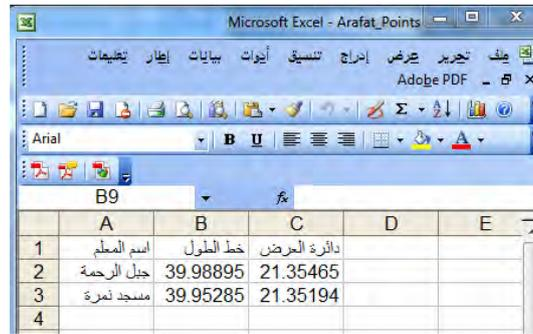 Microsoft Excel - Arafat_Points
ملف تحرير عرض إدراج تنسيق أدوات بيانات إطار تعليمات
Adobe PDF
Arial B U A
B9 fx
A B C D E
1 اسم المعلم خط الطول دائرة العرض
2 جبل الرحمة 39.98895 21.35465
3 مسجد نمرة 39.95285 21.35194
4